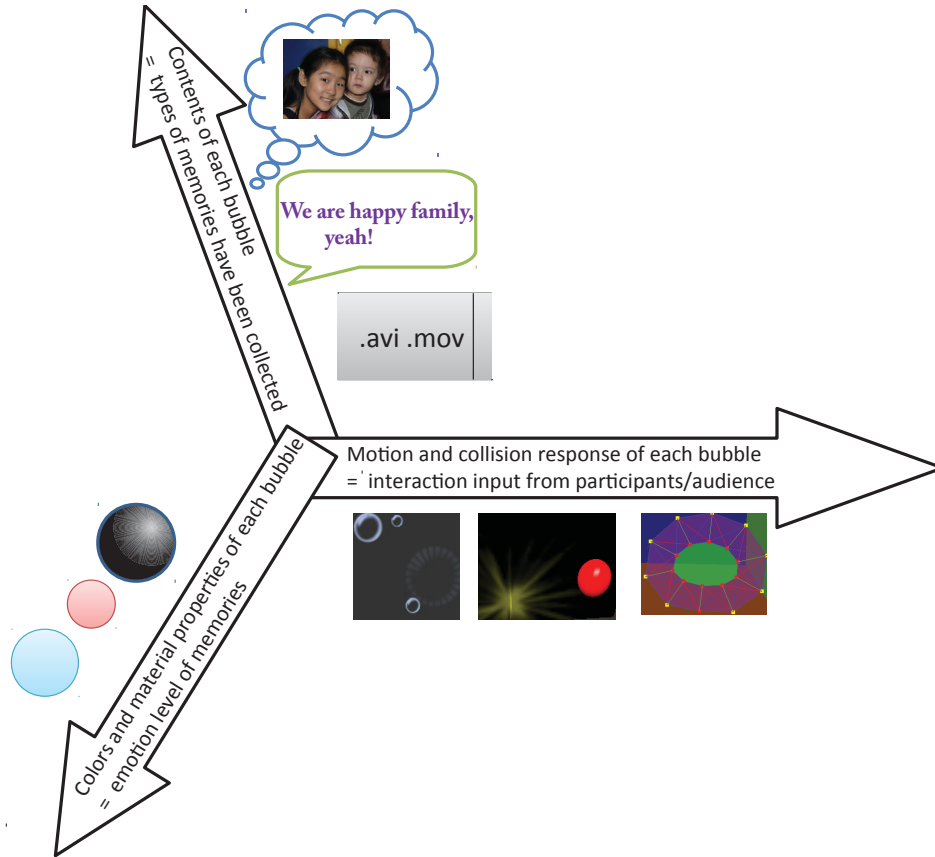 Contents of each bubble
= types of memories have been collected
We are happy family,
yeah!
.avi .mov
Motion and collision response of each bubble
= interaction input from participants/audience
Colors and material properties of each bubble
= emotion level of memories